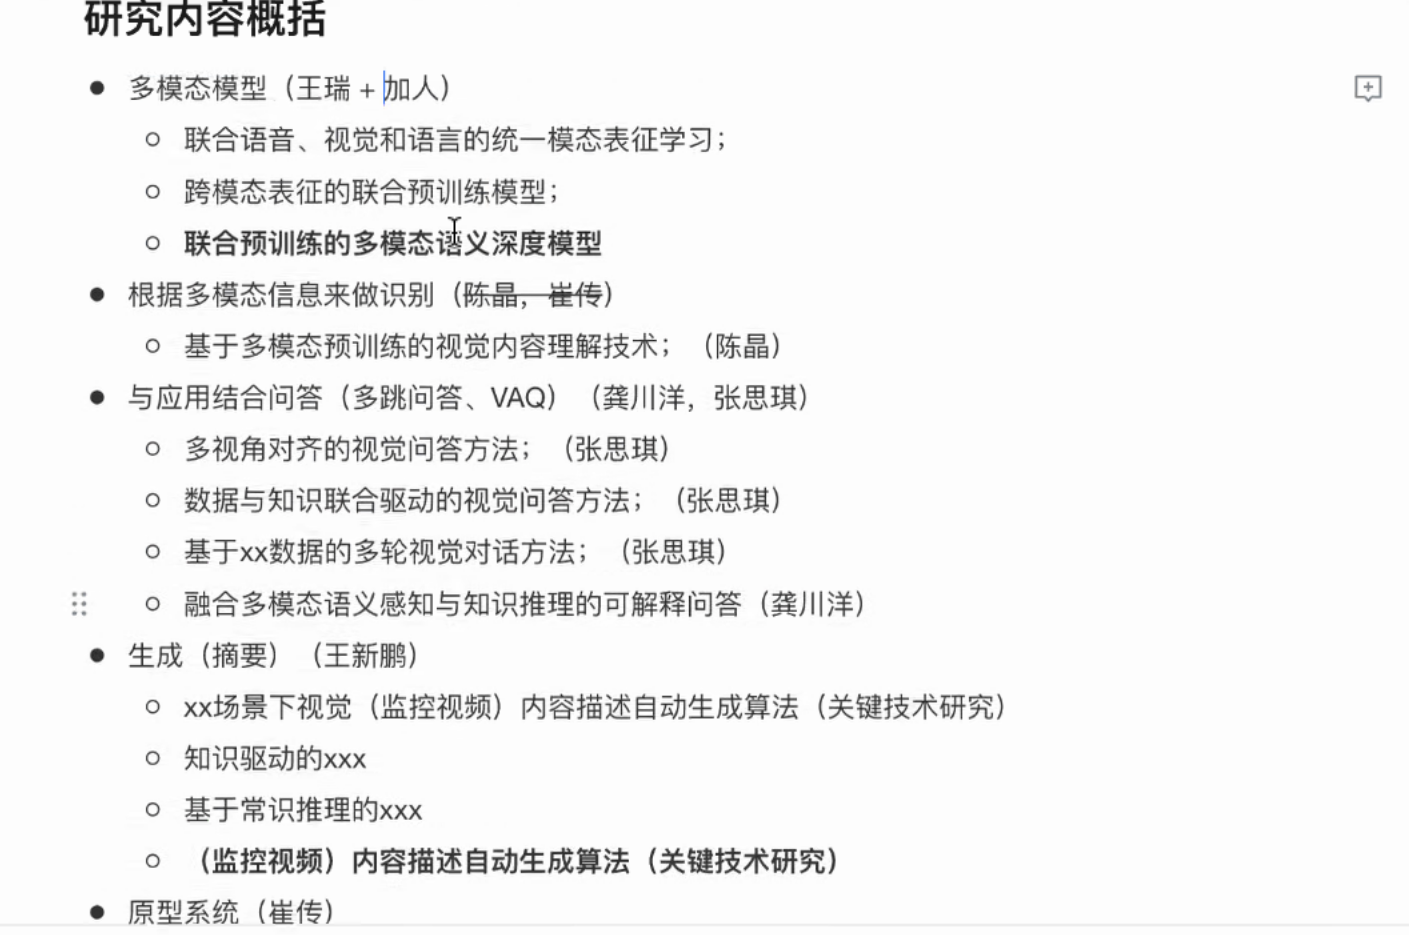 研究内容概括
多模态模型（王瑞 + 加人）
联合语音、视觉和语言的统一模态表征学习；
跨模态表征的联合预训练模型；
联合预训练的多模态语义深度模型
根据多模态信息来做识别（陈晶，崔传）
基于多模态预训练的视觉内容理解技术；（陈晶）
与应用结合问答（多跳问答、VAQ）（龚川洋，张思琪）
多视角对齐的视觉问答方法；（张思琪）
数据与知识联合驱动的视觉问答方法；（张思琪）
基于xx数据的多轮视觉对话方法；（张思琪）
融合多模态语义感知与知识推理的可解释问答（龚川洋）
生成（摘要）（王新鹏）
xx场景下视觉（监控视频）内容描述自动生成算法（关键技术研究）
知识驱动的xxx
基于常识推理的xxx
（监控视频）内容描述自动生成算法（关键技术研究）
原型系统（崔传）